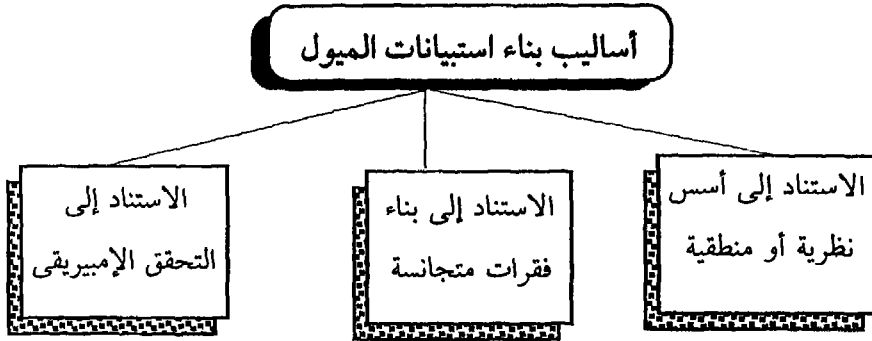 أساليب بناء استبيانات الميول
الاستناد إلى أسس
نظرية أو منطقية
الاستناد إلى بناء
فقرات متجانسة
الاستناد إلى
التحقق الإمبيريقى